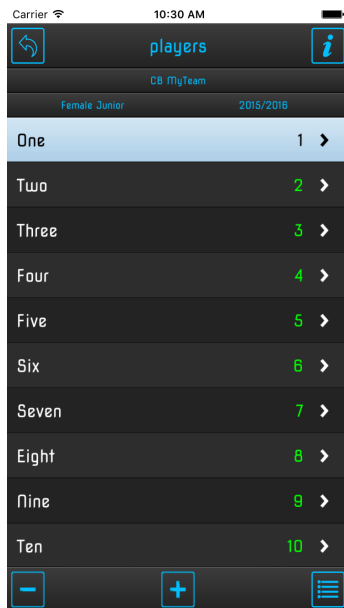 Carrier 10:30 AM
players
CB MyTeam
Female Junior 2015/2016
One 1
Two 2
Three 3
Four 4
Five 5
Six 6
Seven 7
Eight 8
Nine 9
Ten 10